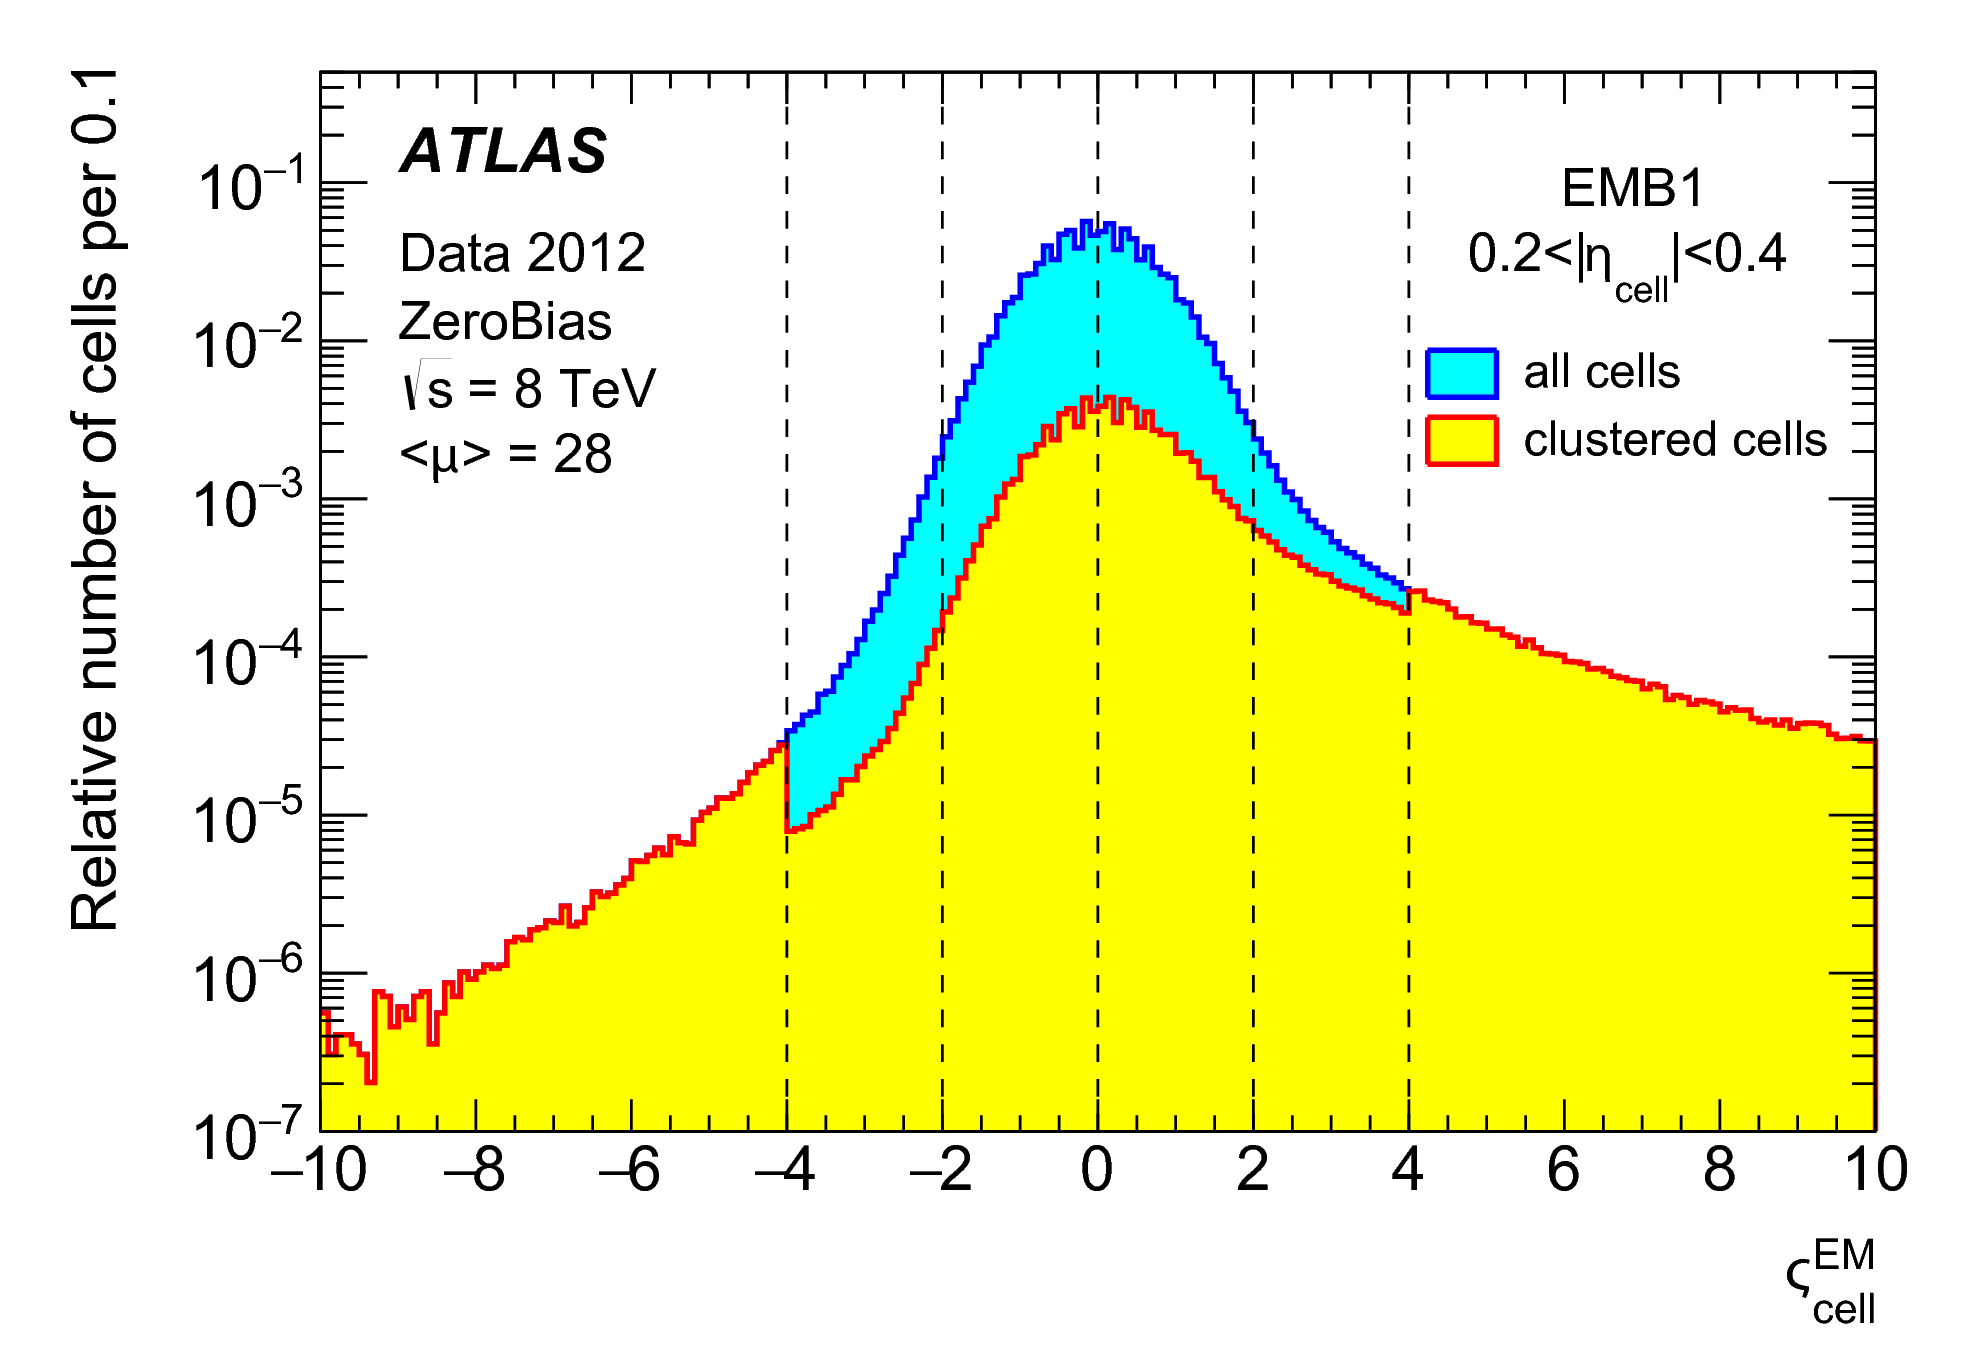 Relative number of cells per 0.1
ATLAS
Data 2012
ZeroBias
√s = 8 TeV
<μ> = 28
EMB1
0.2<|η_cell|<0.4
all cells
clustered cells
10⁻¹
10⁻²
10⁻³
10⁻⁴
10⁻⁵
10⁻⁶
10⁻⁷
−10 −8 −6 −4 −2 0 2 4 6 8 10
ς^EM_cell